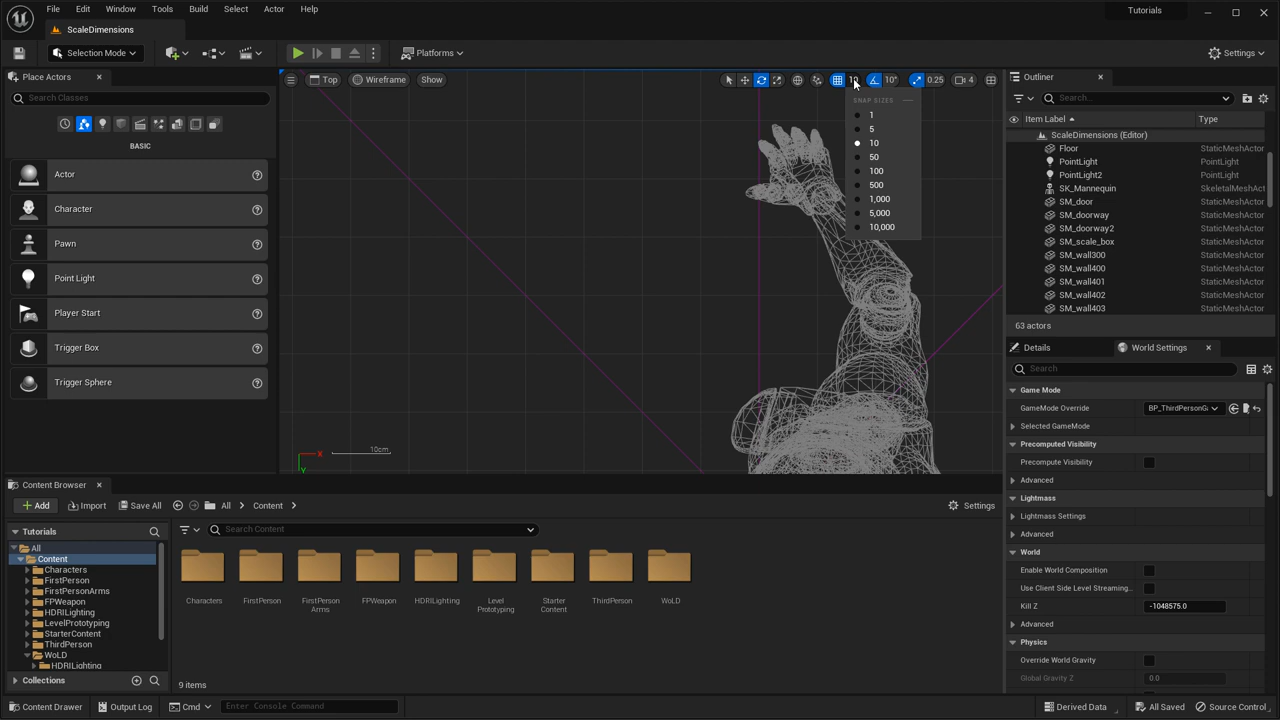 File Edit Window Tools Build Select Actor Help
Tutorials
ScaleDimensions
Selection Mode
Platforms
Settings
Place Actors
Search Classes
BASIC
Actor
Character
Pawn
Point Light
Player Start
Trigger Box
Trigger Sphere
Top
Wireframe
Show
10
10°
0.25
4
SNAP SIZES
1
5
10
50
100
500
1,000
5,000
10,000
10cm
X
Y
Outliner
Search...
Item Label
Type
ScaleDimensions (Editor)
Floor StaticMeshActor
PointLight PointLight
PointLight2 PointLight
SK_Mannequin SkeletalMeshAct
SM_door StaticMeshActor
SM_doorway StaticMeshActor
SM_doorway2 StaticMeshActor
SM_scale_box StaticMeshActor
SM_wall300 StaticMeshActor
SM_wall400 StaticMeshActor
SM_wall401 StaticMeshActor
SM_wall402 StaticMeshActor
SM_wall403 StaticMeshActor
63 actors
Details
World Settings
Search
Game Mode
GameMode Override BP_ThirdPersonG
Selected GameMode
Precomputed Visibility
Precompute Visibility
Advanced
Lightmass
Lightmass Settings
Advanced
World
Enable World Composition
Use Client Side Level Streaming...
Kill Z -1048575.0
Advanced
Physics
Override World Gravity
Global Gravity Z 0.0
Content Browser
Add Import Save All All Content Settings
Tutorials
Search Content
All
Content
Characters
FirstPerson
FirstPersonArms
FPWeapon
HDRILighting
LevelPrototyping
StarterContent
ThirdPerson
WoLD
HDRILighting
Collections
Characters
FirstPerson
FirstPerson
Arms
FPWeapon
HDRILighting
Level
Prototyping
Starter
Content
ThirdPerson
WoLD
9 items
Content Drawer Output Log Cmd Enter Console Command Derived Data All Saved Source Control